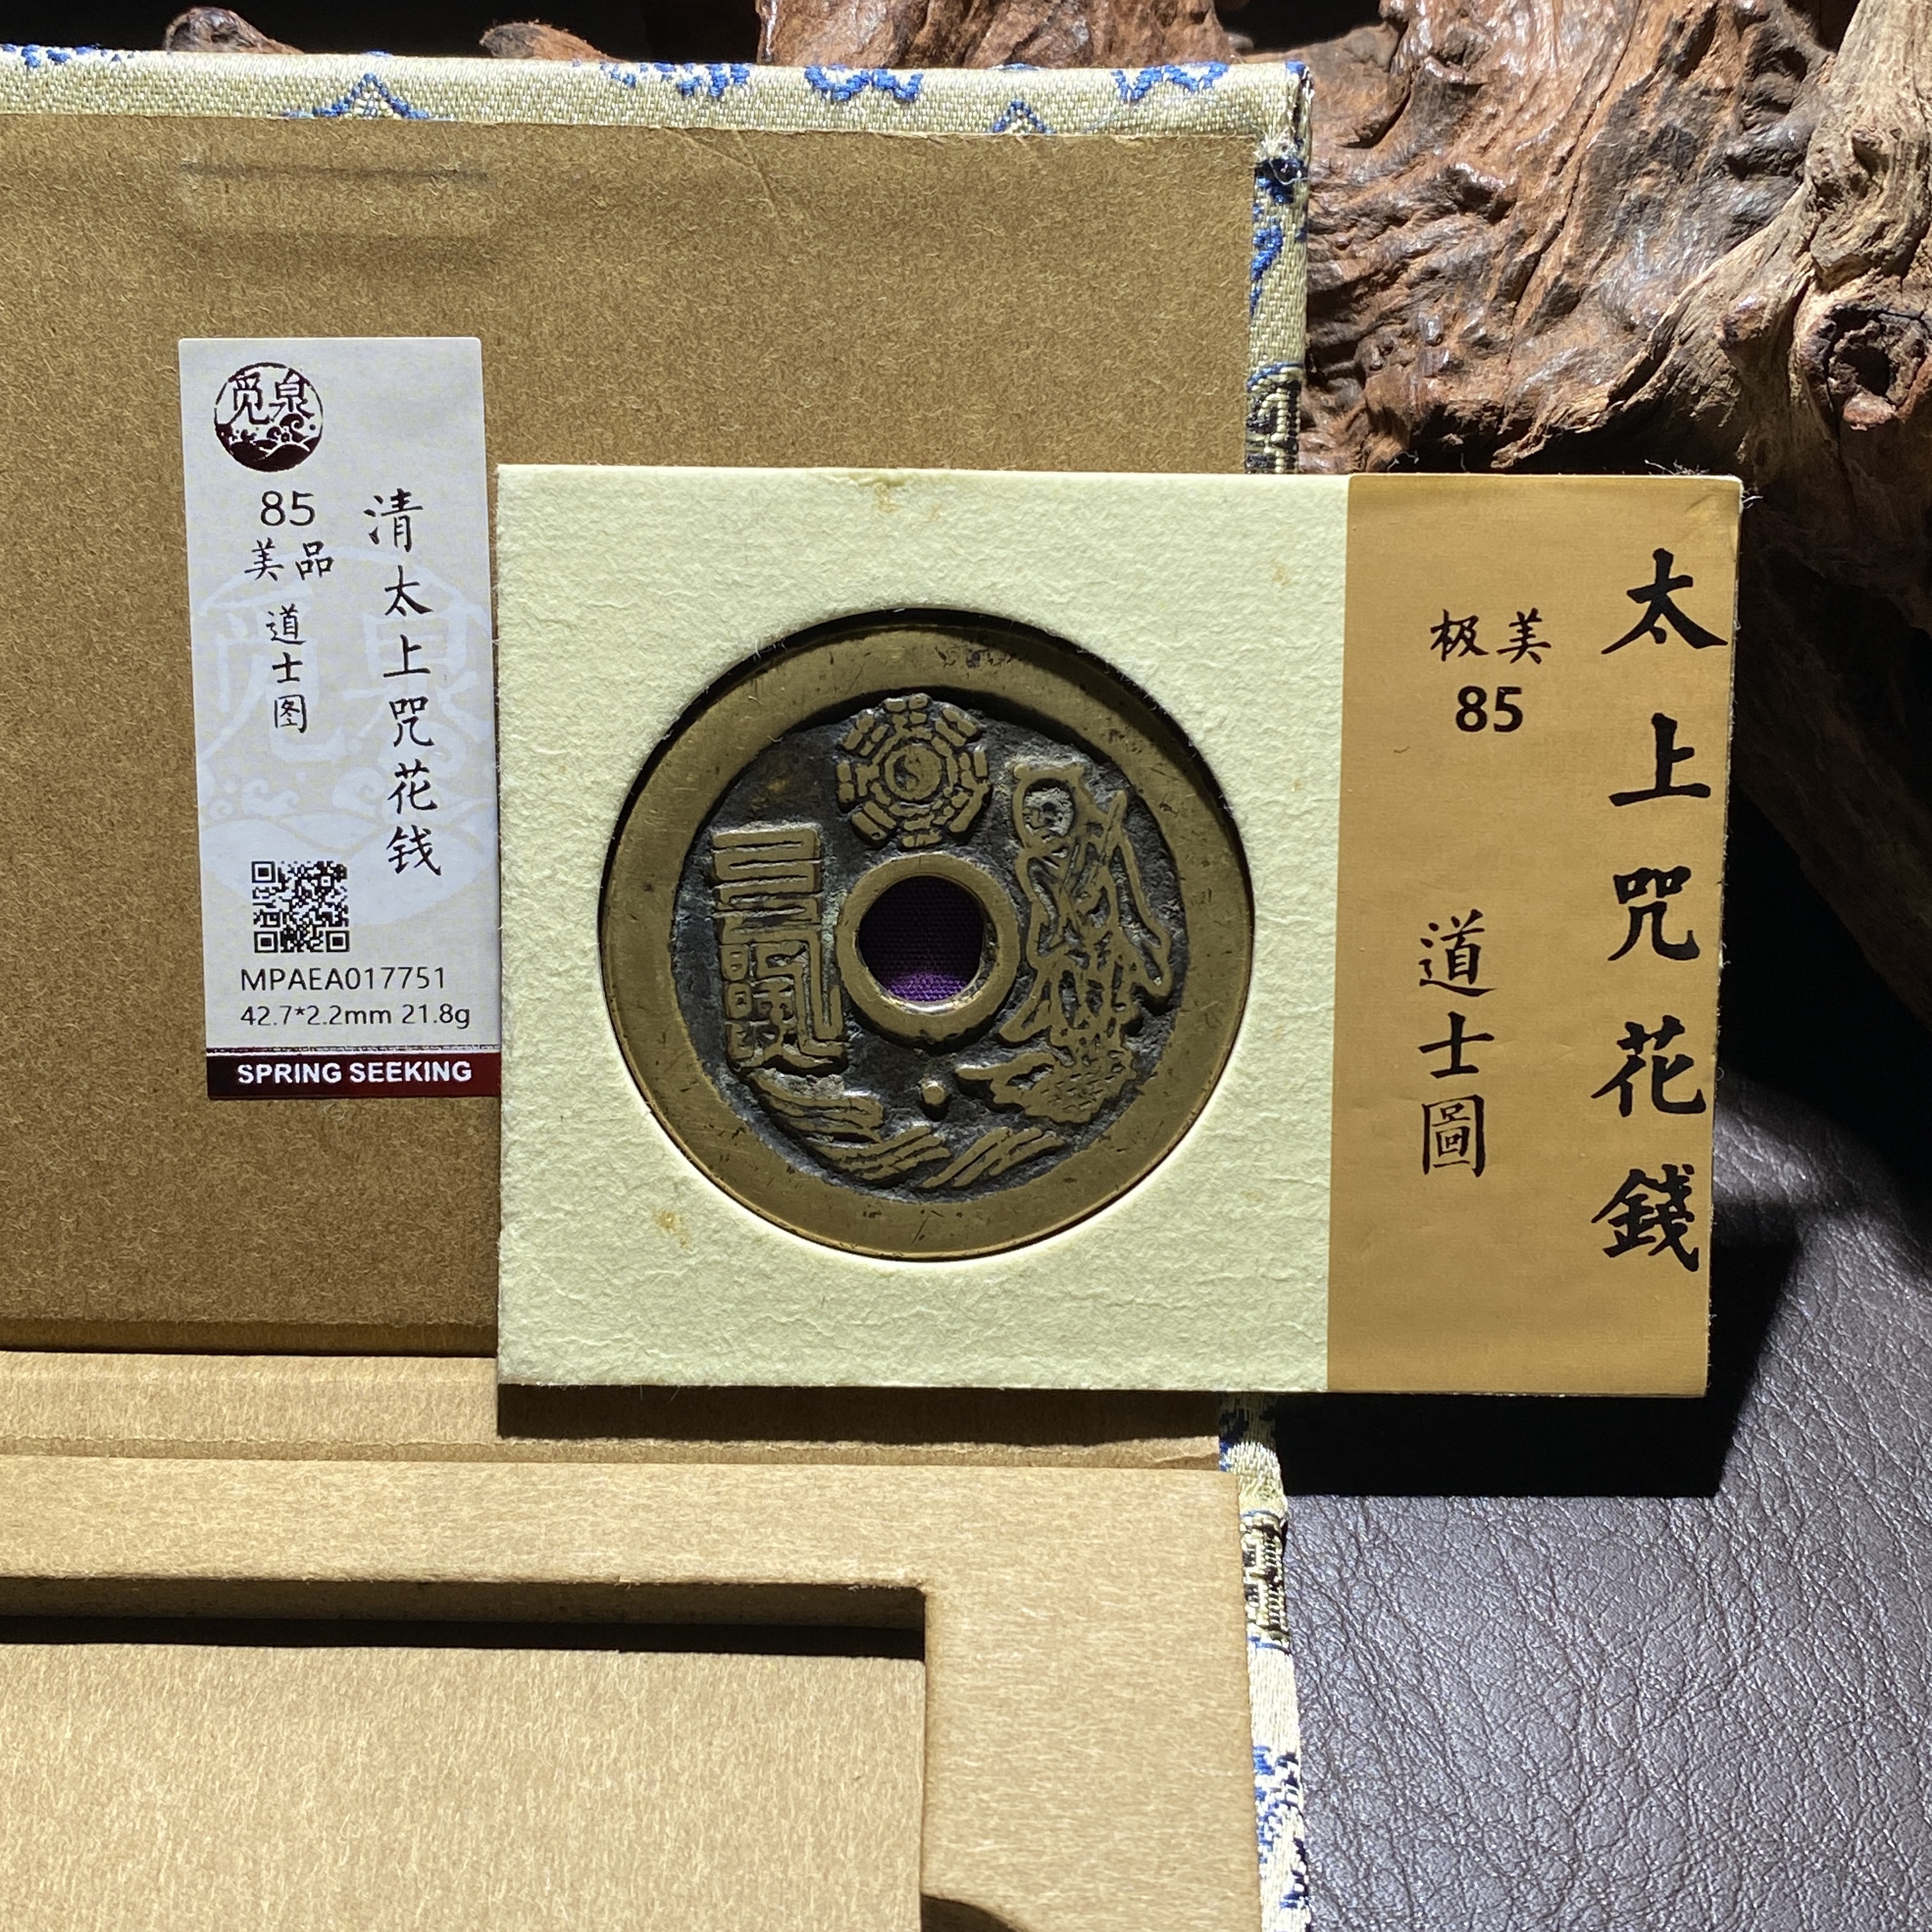 觅泉
85
美品
道士图
清太上咒花钱
MPAEA017751
42.7*2.2mm 21.8g
SPRING SEEKING
太上咒花錢
极美
85
道士圖